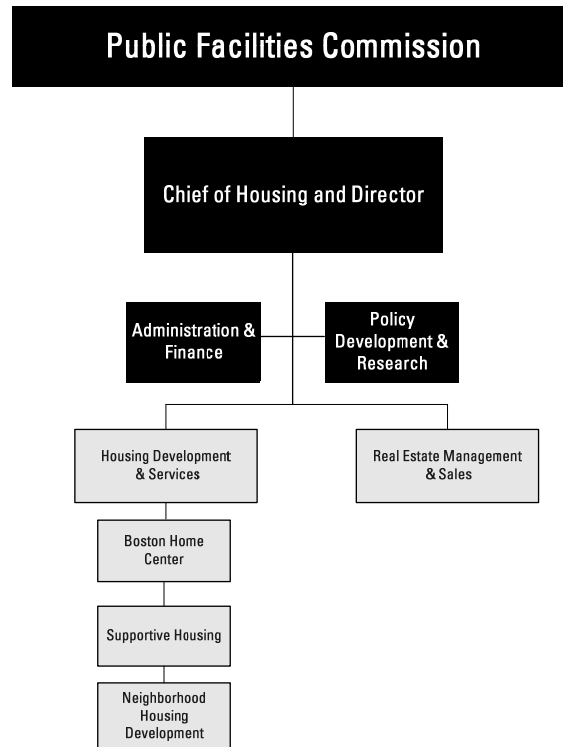 Public Facilities Commission
Chief of Housing and Director
Administration &
Finance
Policy
Development &
Research
Housing Development
& Services
Real Estate Management
& Sales
Boston Home
Center
Supportive Housing
Neighborhood
Housing
Development